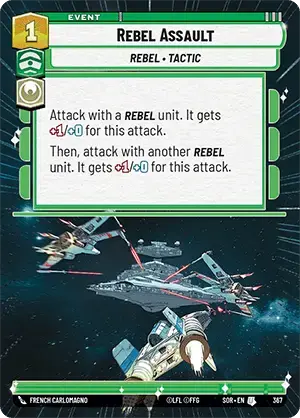 EVENT
1
REBEL ASSAULT
REBEL • TACTIC
Attack with a REBEL unit. It gets
+1/+0 for this attack.
Then, attack with another REBEL
unit. It gets +1/+0 for this attack.
FRENCH CARLOMAGNO
©LFL ©FFG
SOR • EN
367